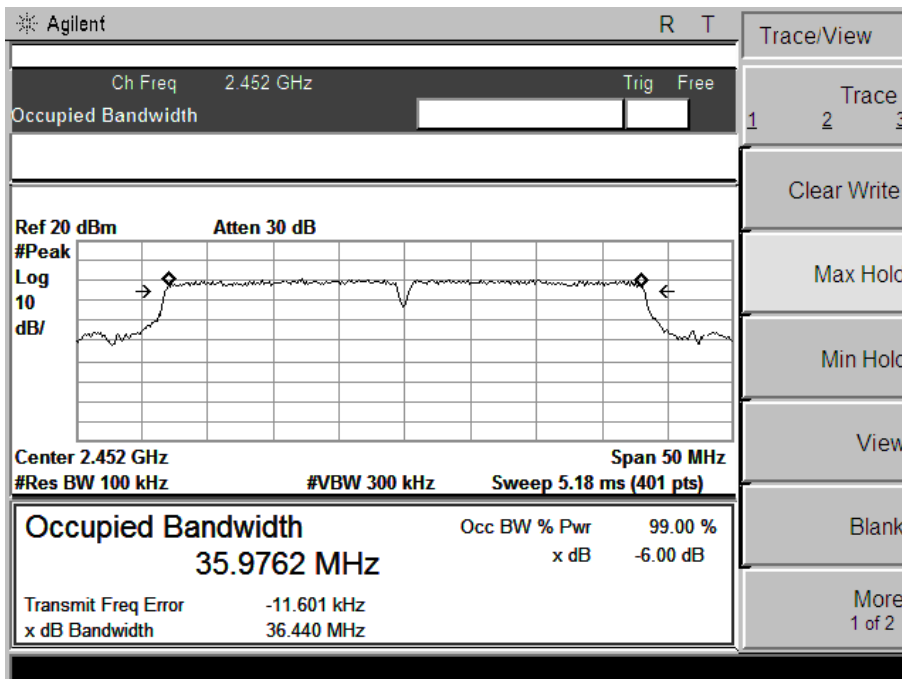 Agilent R T
Ch Freq 2.452 GHz Trig Free
Occupied Bandwidth
Ref 20 dBm Atten 30 dB
#Peak
Log
10
dB/
Center 2.452 GHz Span 50 MHz
#Res BW 100 kHz #VBW 300 kHz Sweep 5.18 ms (401 pts)
Occupied Bandwidth Occ BW % Pwr 99.00 %
35.9762 MHz x dB -6.00 dB
Transmit Freq Error -11.601 kHz
x dB Bandwidth 36.440 MHz
Trace/View
Trace
1 2 3
Clear Write
Max Hold
Min Hold
View
Blank
More
1 of 2